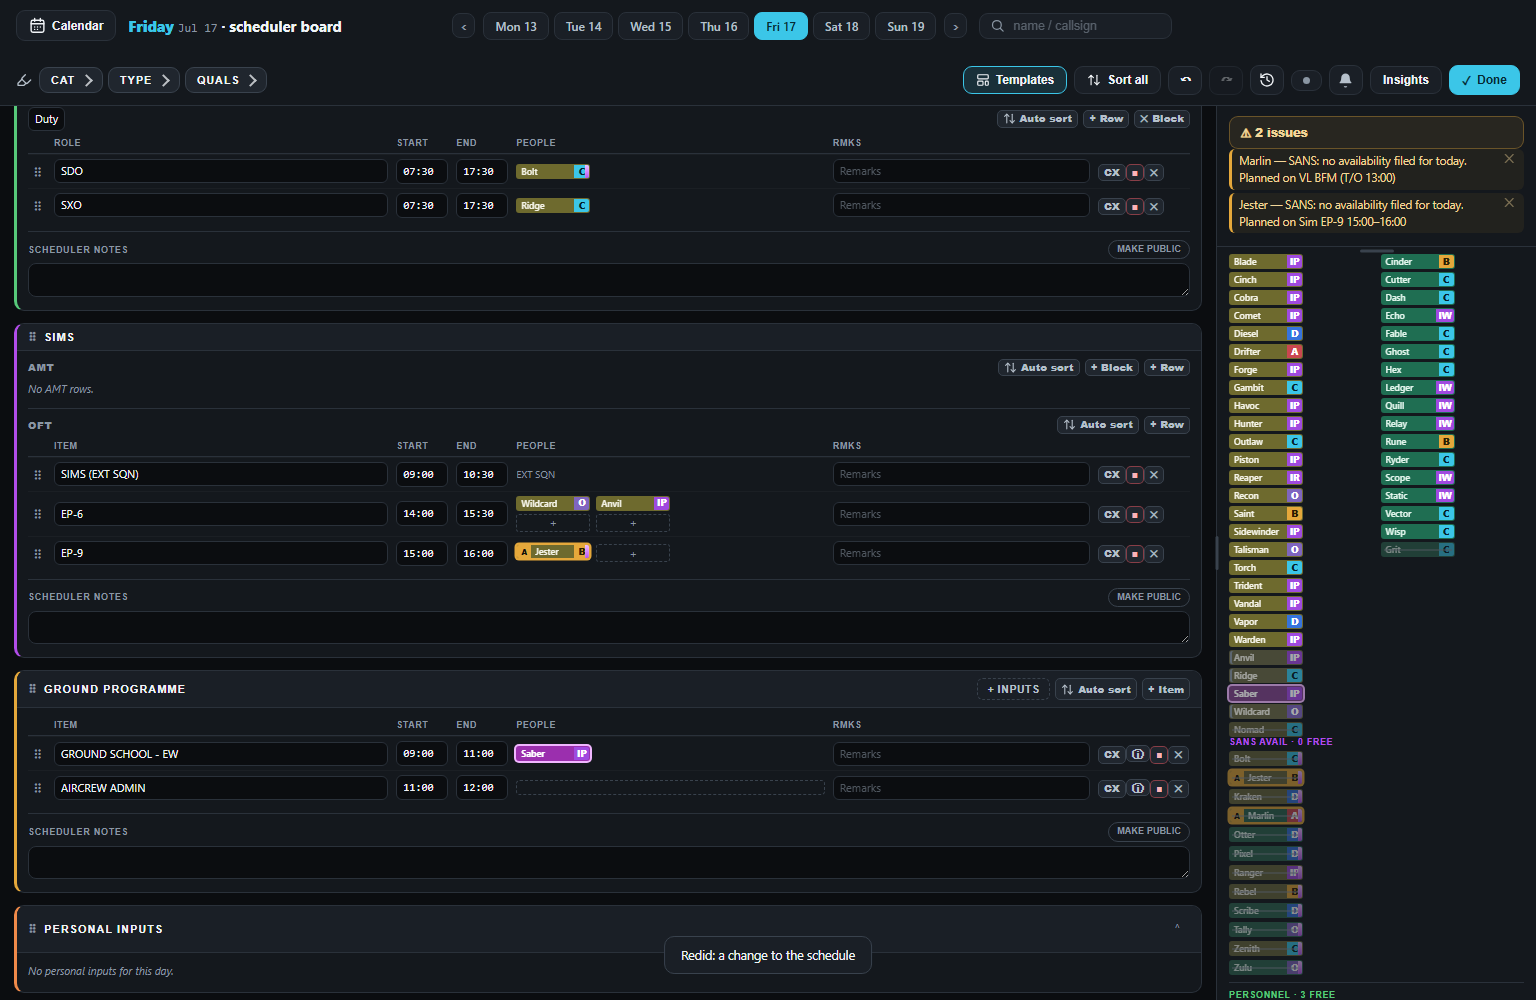 Calendar
Friday Jul 17 · scheduler board
‹ Mon 13 Tue 14 Wed 15 Thu 16 Fri 17 Sat 18 Sun 19 ›
name / callsign
CAT TYPE QUALS
Templates Sort all Insights ✓ Done
Duty
Auto sort + Row × Block
ROLE START END PEOPLE RMKS
SDO 07:30 17:30 Bolt C Remarks CX
SXO 07:30 17:30 Ridge C Remarks CX
SCHEDULER NOTES MAKE PUBLIC
SIMS
AMT Auto sort + Block + Row
No AMT rows.
OFT Auto sort + Row
ITEM START END PEOPLE RMKS
SIMS (EXT SQN) 09:00 10:30 EXT SQN Remarks CX
EP-6 14:00 15:30 Wildcard O Anvil IP Remarks CX
+ +
EP-9 15:00 16:00 A Jester B + Remarks CX
SCHEDULER NOTES MAKE PUBLIC
GROUND PROGRAMME + INPUTS Auto sort + Item
ITEM START END PEOPLE RMKS
GROUND SCHOOL - EW 09:00 11:00 Saber IP Remarks CX
AIRCREW ADMIN 11:00 12:00 Remarks CX
SCHEDULER NOTES MAKE PUBLIC
PERSONAL INPUTS
No personal inputs for this day.
Redid: a change to the schedule
⚠ 2 issues
Marlin — SANS: no availability filed for today.
Planned on VL BFM (T/O 13:00)
Jester — SANS: no availability filed for today.
Planned on Sim EP-9 15:00–16:00
Blade IP
Cinch IP
Cobra IP
Comet IP
Diesel D
Drifter A
Forge IP
Gambit C
Havoc IP
Hunter IP
Outlaw C
Piston IP
Reaper IR
Recon O
Saint B
Sidewinder IP
Talisman O
Torch C
Trident IP
Vandal IP
Vapor D
Warden IP
Anvil IP
Ridge C
Saber IP
Wildcard O
Nomad C
Cinder B
Cutter C
Dash C
Echo IW
Fable C
Ghost C
Hex C
Ledger IW
Quill IW
Relay IW
Rune B
Ryder C
Scope IW
Static IW
Vector C
Wisp C
Grit C
SANS AVAIL · 0 FREE
Bolt C
A Jester B
Kraken D
A Marlin A
Otter D
Pixel D
Ranger IP
Rebel B
Scribe D
Tally O
Zenith C
Zulu O
PERSONNEL · 3 FREE